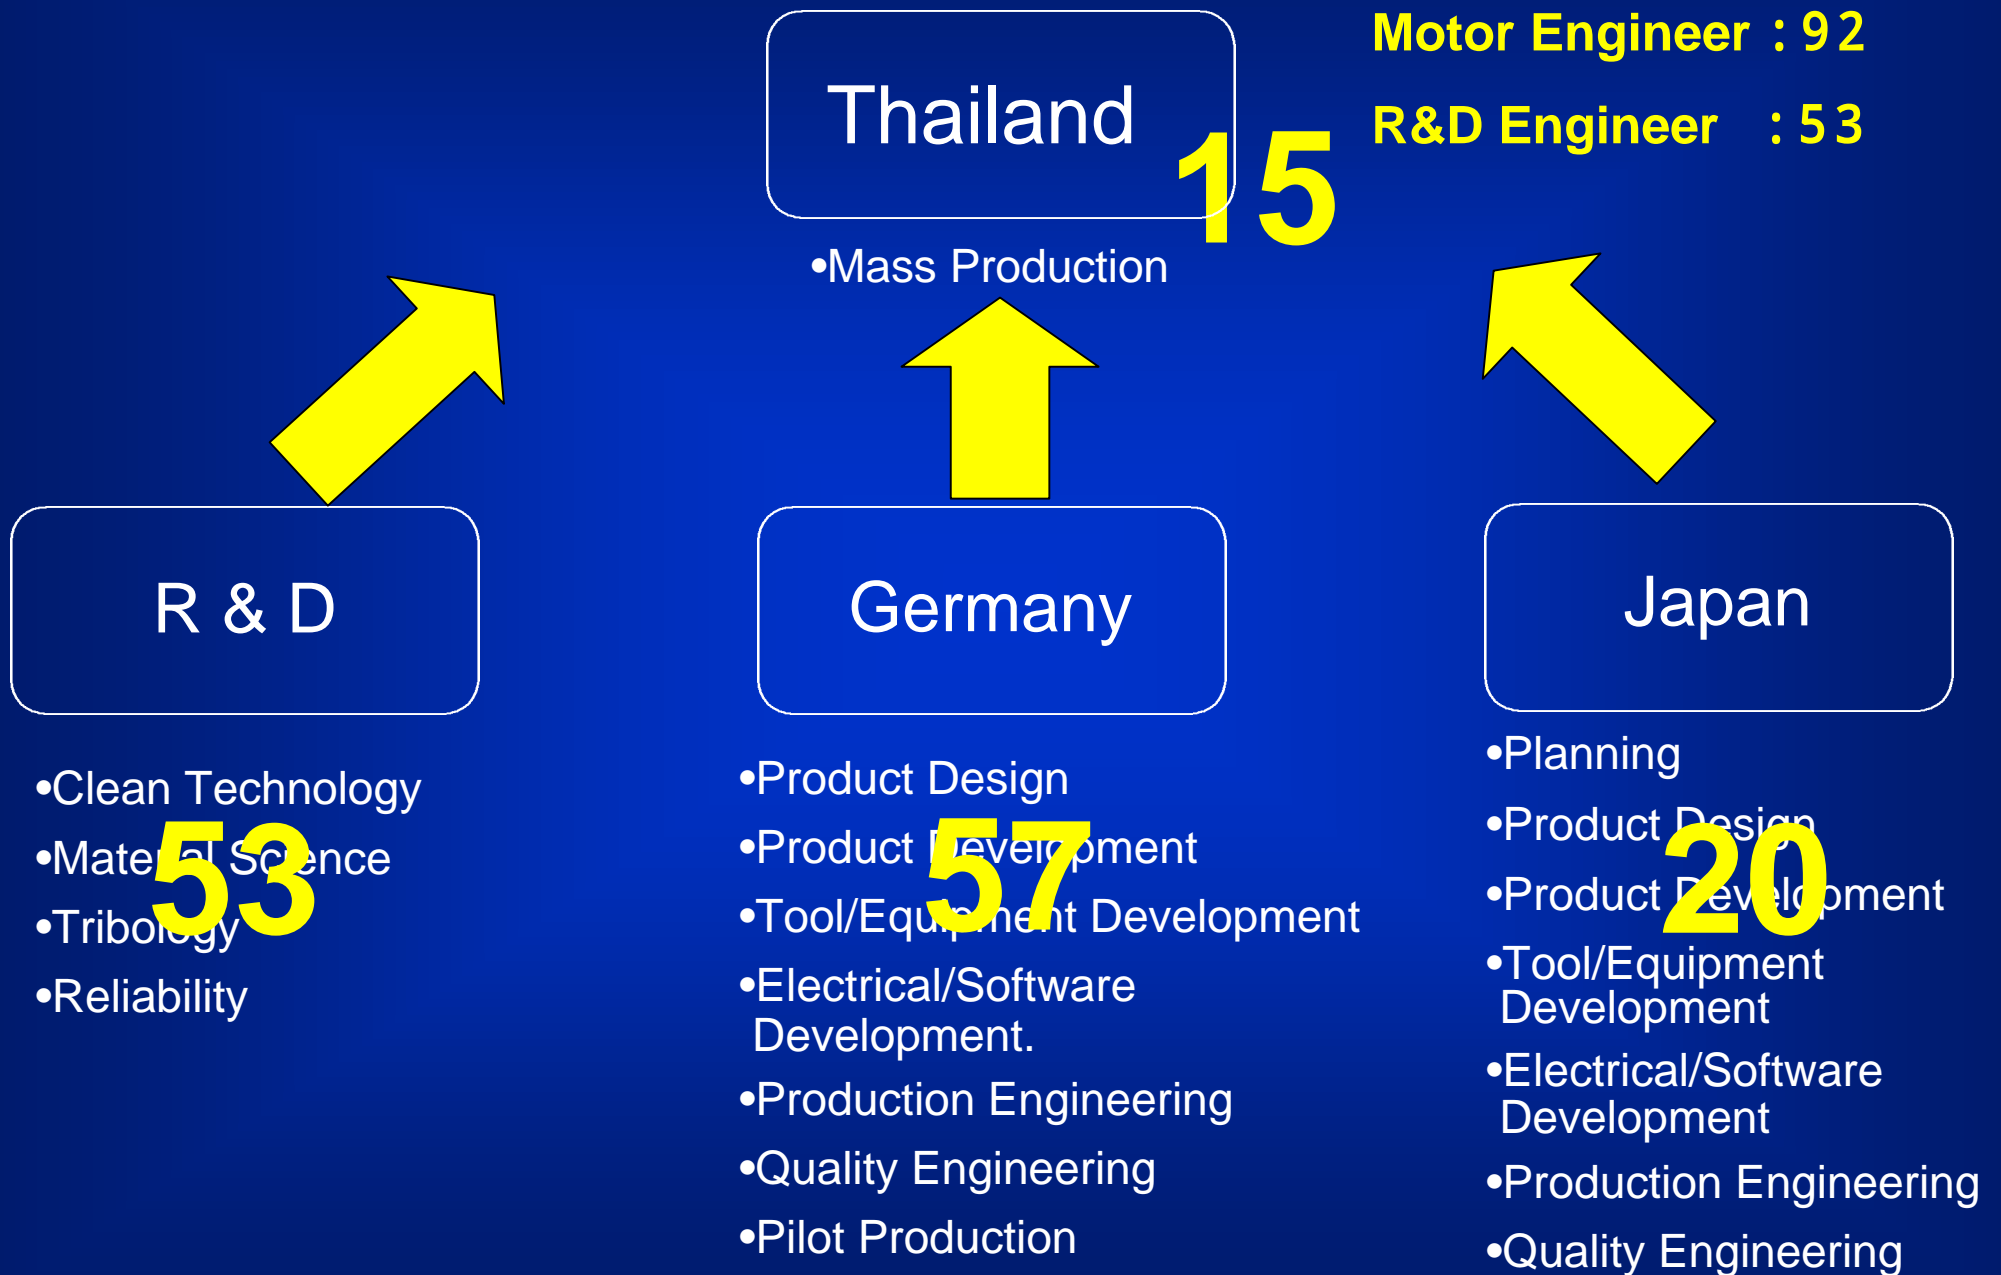 Motor Engineer : 92
R&D Engineer : 53
Thailand
15
•Mass Production
R & D
53
•Clean Technology
•Material Science
•Tribology
•Reliability
Germany
57
•Product Design
•Product Development
•Tool/Equipment Development
•Electrical/Software
Development.
•Production Engineering
•Quality Engineering
•Pilot Production
Japan
20
•Planning
•Product Design
•Product Development
•Tool/Equipment
Development
•Electrical/Software
Development
•Production Engineering
•Quality Engineering